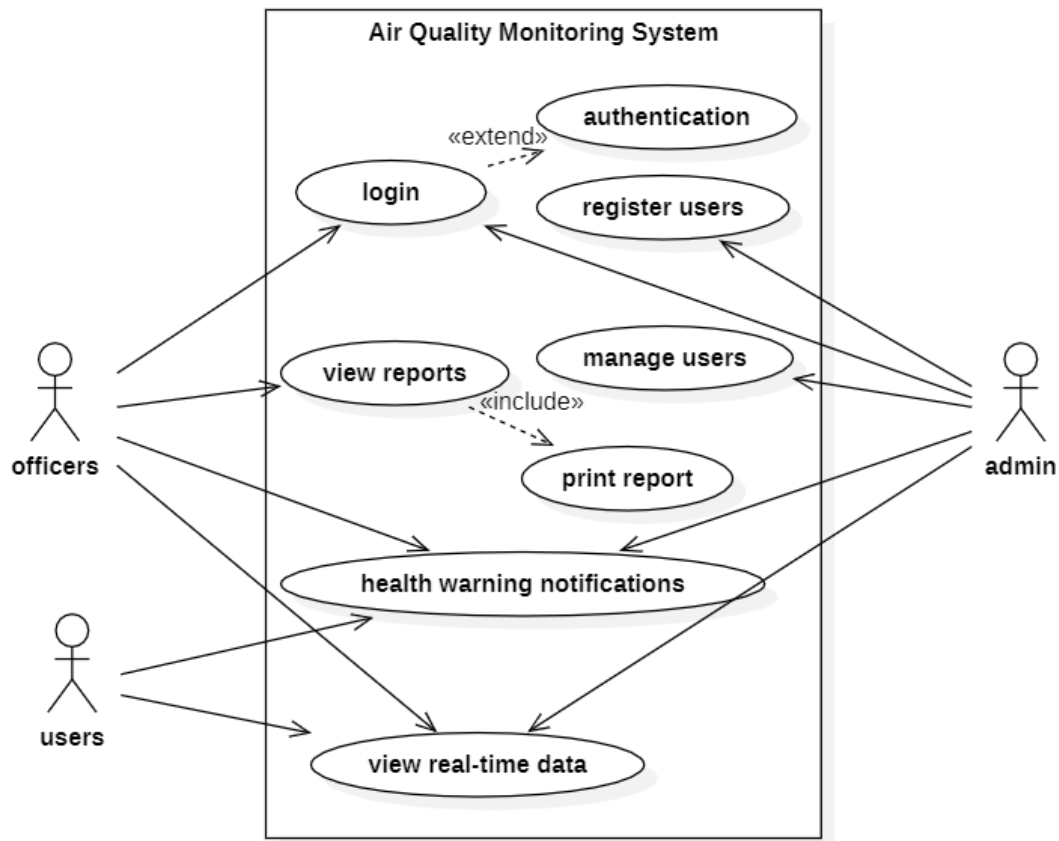 Air Quality Monitoring System
authentication
«extend»
login
register users
manage users
view reports
«include»
officers
admin
print report
health warning notifications
users
view real-time data